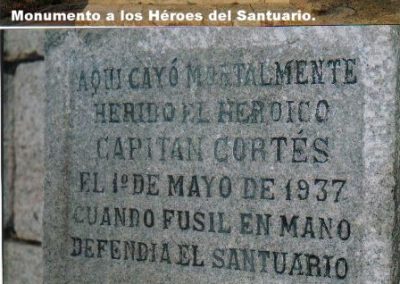 Monumento a los Héroes del Santuario.
AQUI CAYÓ MORTALMENTE
HERIDO EL HEROICO
CAPITAN CORTÉS
EL 1º DE MAYO DE 1937
CUANDO FUSIL EN MANO
DEFENDIA EL SANTUARIO